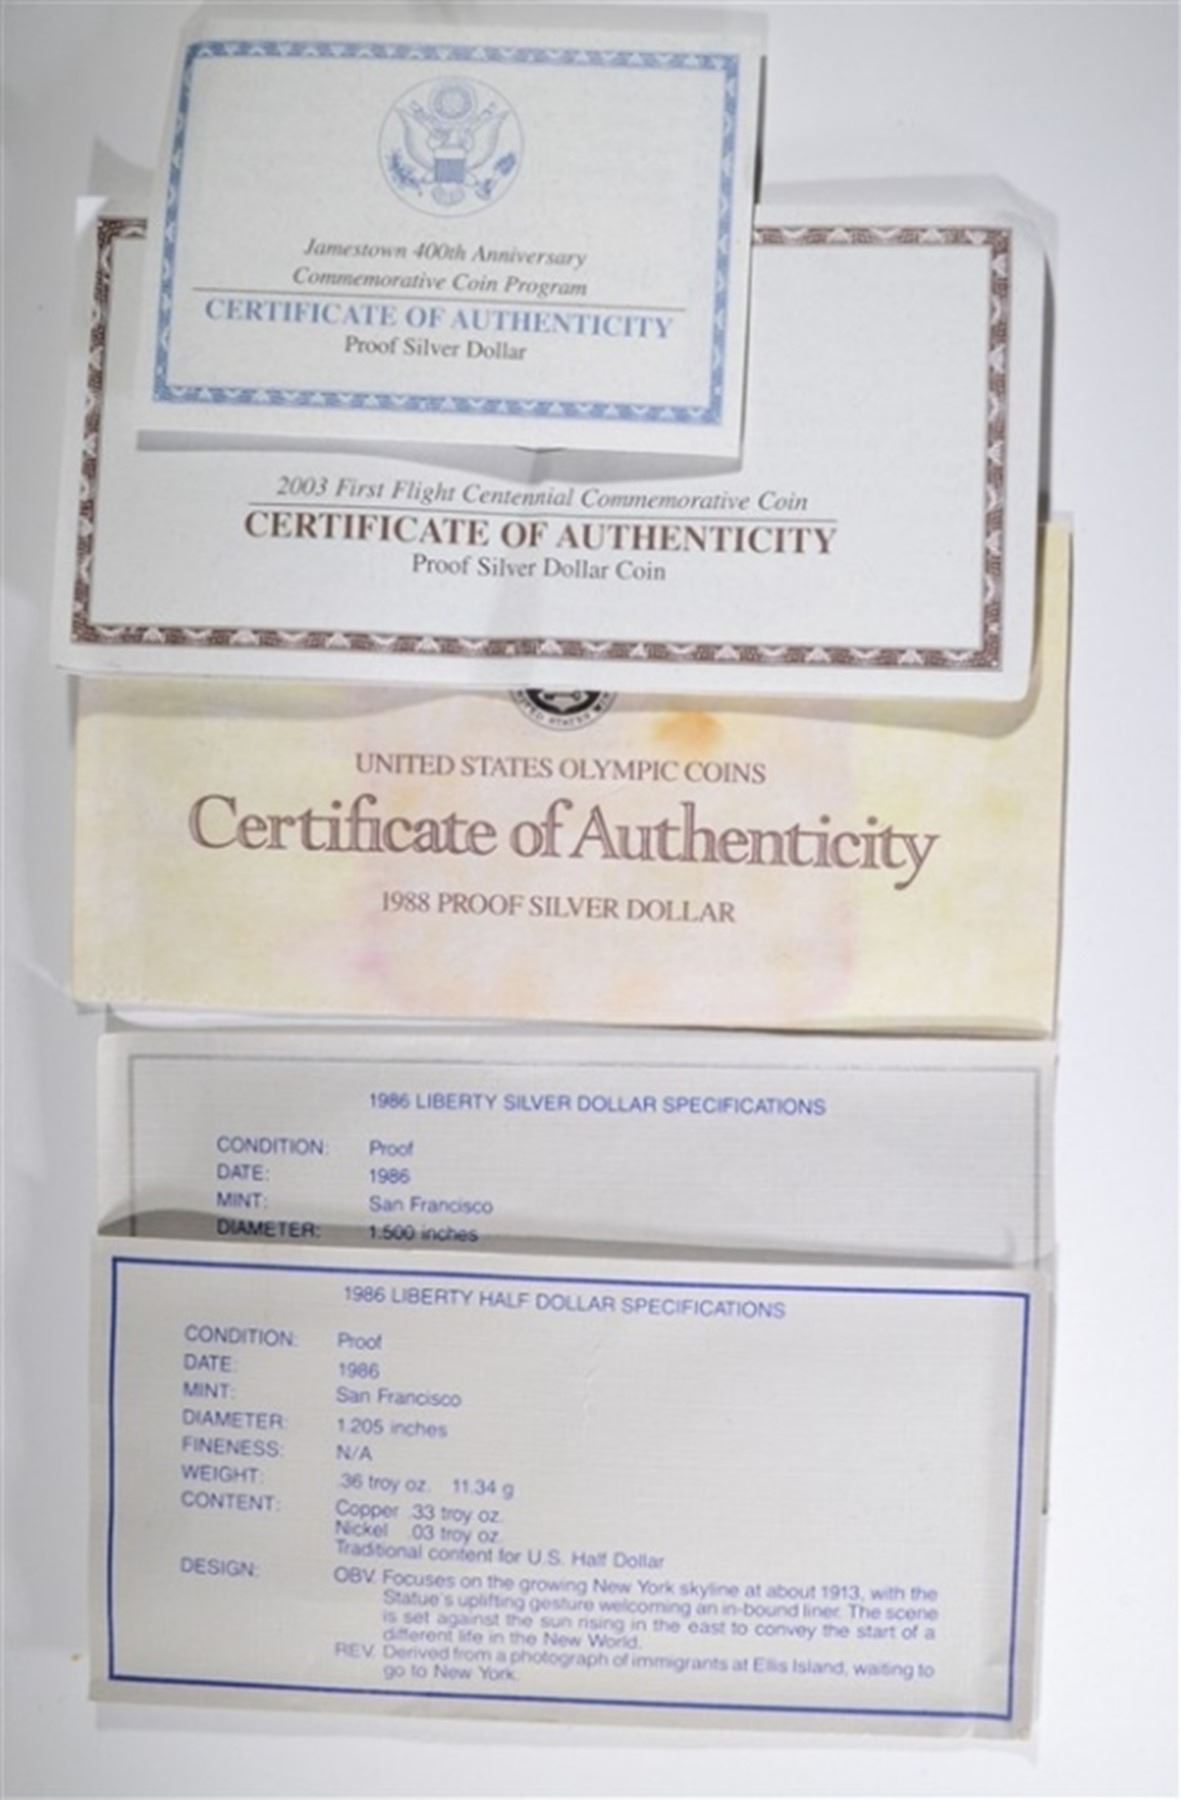 Jamestown 400th Anniversary
Commemorative Coin Program
CERTIFICATE OF AUTHENTICITY
Proof Silver Dollar
2003 First Flight Centennial Commemorative Coin
CERTIFICATE OF AUTHENTICITY
Proof Silver Dollar Coin
UNITED STATES OLYMPIC COINS
Certificate of Authenticity
1988 PROOF SILVER DOLLAR
1986 LIBERTY SILVER DOLLAR SPECIFICATIONS
CONDITION: Proof
DATE: 1986
MINT: San Francisco
DIAMETER: 1.500 inches
1986 LIBERTY HALF DOLLAR SPECIFICATIONS
CONDITION: Proof
DATE: 1986
MINT: San Francisco
DIAMETER: 1.205 inches
FINENESS: N/A
WEIGHT: .36 troy oz. 11.34 g
CONTENT: Copper .33 troy oz.
Nickel .03 troy oz.
Traditional content for U.S. Half Dollar
DESIGN: OBV. Focuses on the growing New York skyline at about 1913, with the
Statue's uplifting gesture welcoming an in-bound liner. The scene
is set against the sun rising in the east to convey the start of a
different life in the New World.
REV. Derived from a photograph of immigrants at Ellis Island, waiting to
go to New York.